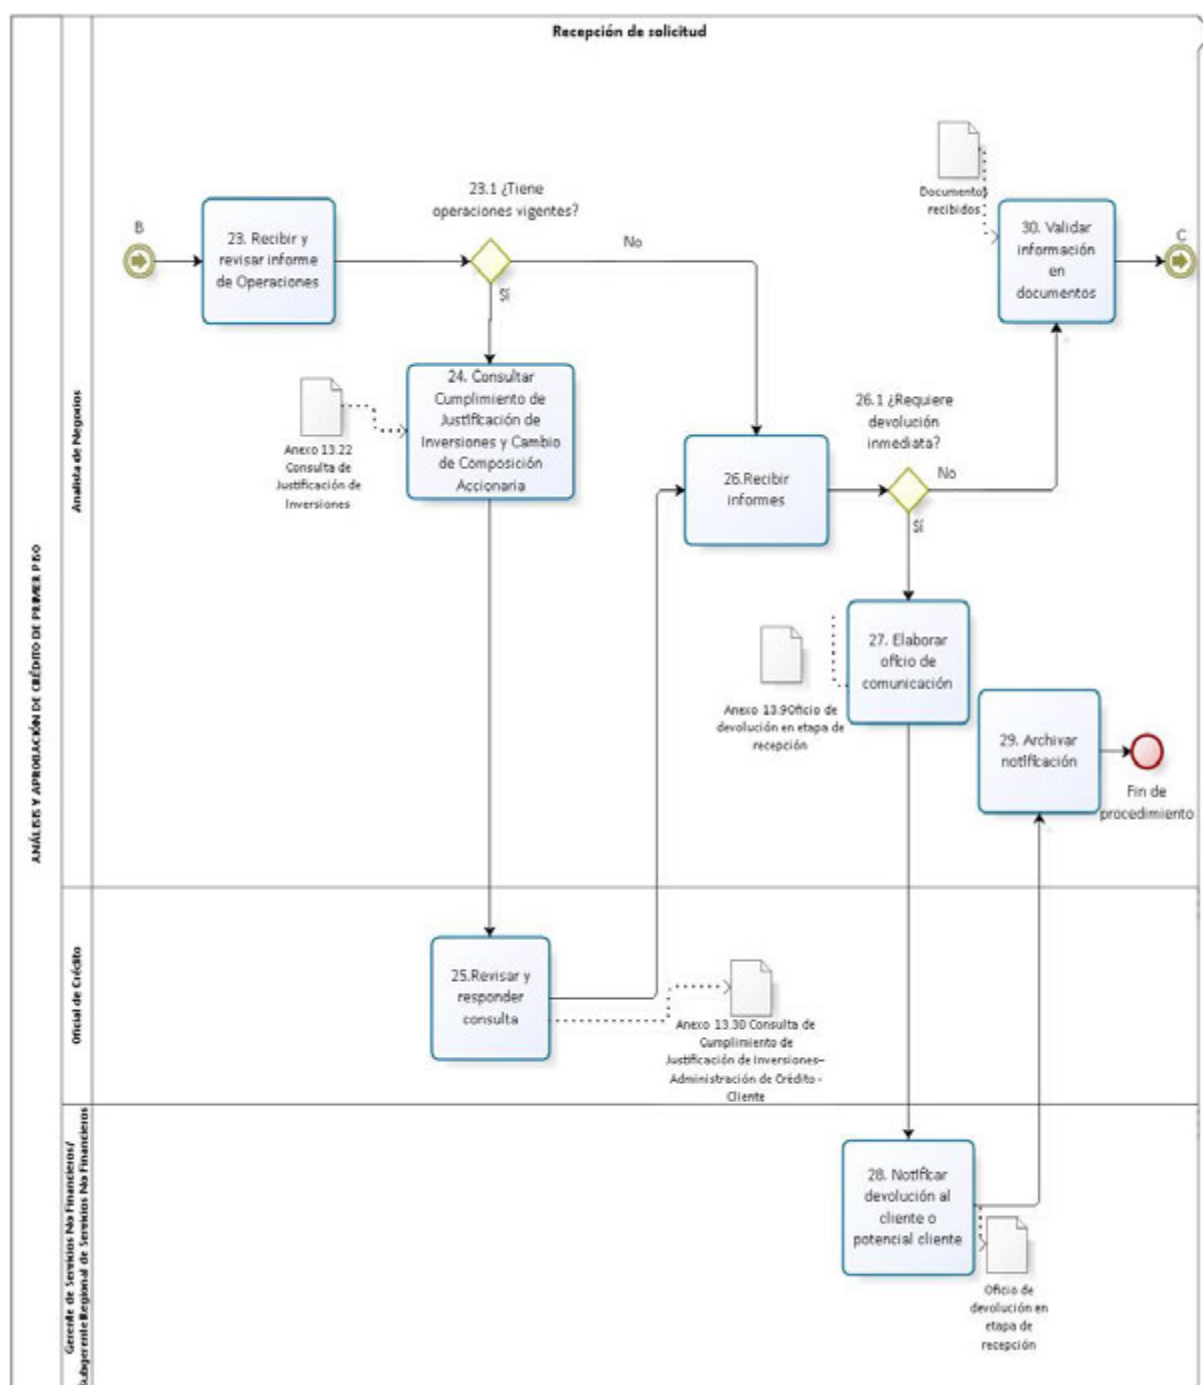 Recepción de solicitud
ANÁLISIS Y APROBACIÓN DE CRÉDITO DE PRIMER PISO
Analista de Negocios
B
23. Recibir y
revisar informe
de Operaciones
23.1 ¿Tiene
operaciones vigentes?
No
Sí
Documentos
recibidos
30. Validar
información
en
documentos
C
24. Consultar
Cumplimiento de
Justificación de
Inversiones y Cambio
de Composición
Accionaria
Anexo 13.22
Consulta de
Justificación de
Inversiones
26.Recibir
informes
26.1 ¿Requiere
devolución
inmediata?
No
Sí
27. Elaborar
oficio de
comunicación
Anexo 13.9Oficio de
devolución en etapa de
recepción
29. Archivar
notificación
Fin de
procedimiento
Oficial de Crédito
25.Revisar y
responder
consulta
Anexo 13.30 Consulta de
Cumplimiento de
Justificación de Inversiones–
Administración de Crédito -
Cliente
Gerente de Servicios No Financieros/
Subgerente Regional de Servicios No Financieros
28. Notificar
devolución al
cliente o
potencial cliente
Oficio de
devolución en
etapa de
recepción